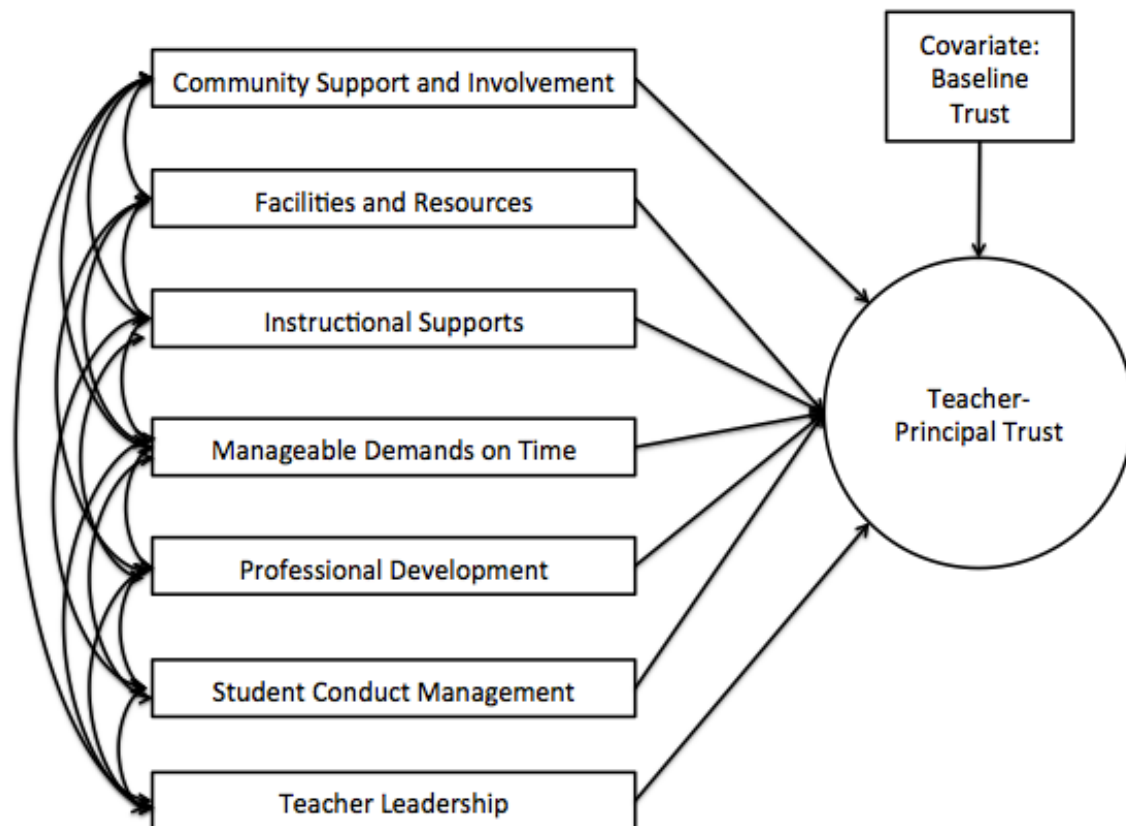 Community Support and Involvement
Covariate:
Baseline
Trust
Facilities and Resources
Instructional Supports
Manageable Demands on Time
Professional Development
Student Conduct Management
Teacher Leadership
Teacher-
Principal Trust